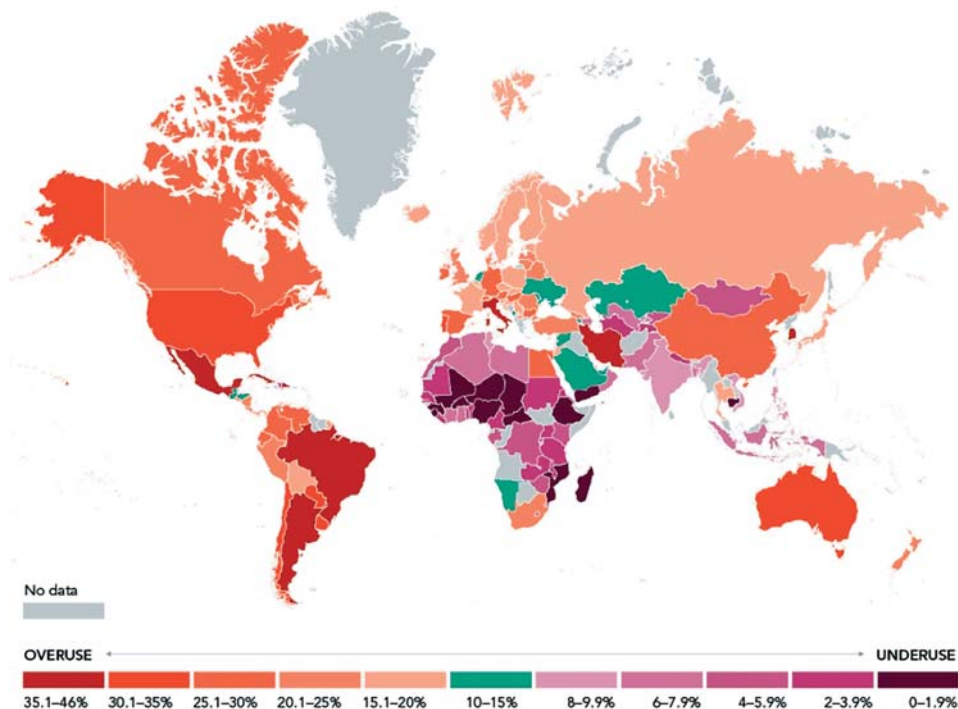 No data
OVERUSE UNDERUSE
35.1–46% 30.1–35% 25.1–30% 20.1–25% 15.1–20% 10–15% 8–9.9% 6–7.9% 4–5.9% 2–3.9% 0–1.9%